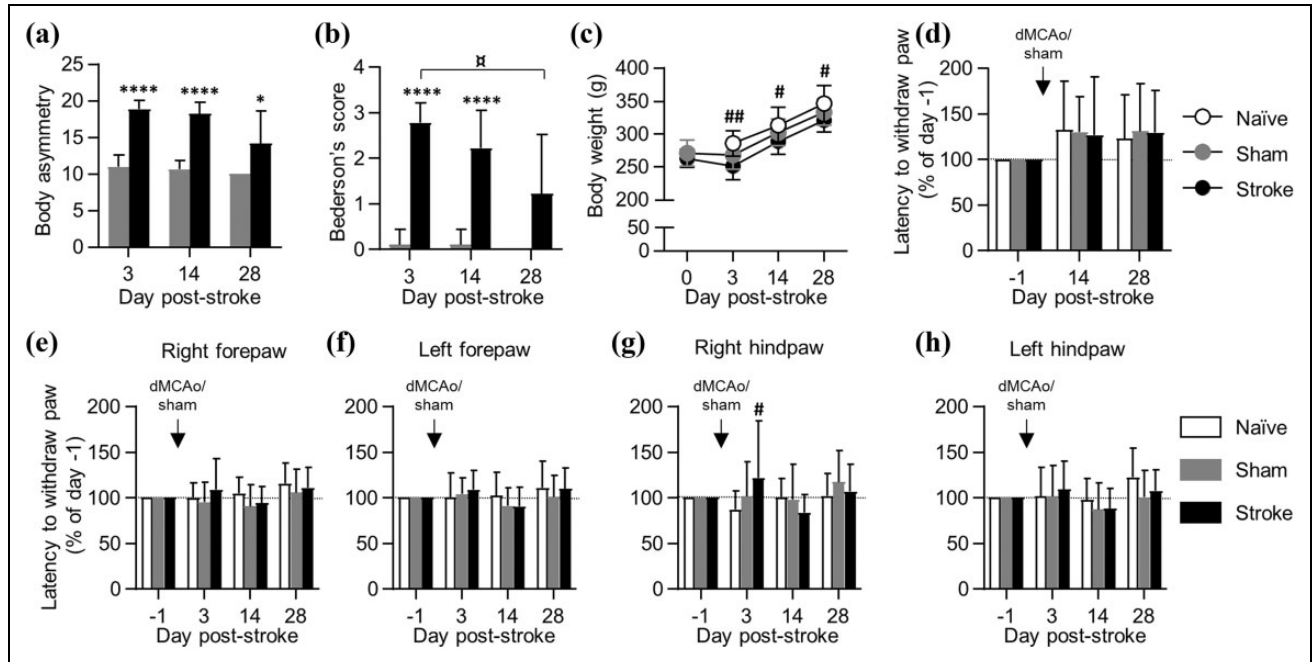 (a)
Body asymmetry
25
20
15
10
5
0
****
****
*
3 14 28
Day post-stroke
(b)
Bederson's score
4
3
2
1
0
¤
****
****
3 14 28
Day post-stroke
(c)
Body weight (g)
400
350
300
250
200
50
0
##
#
#
0 3 14 28
Day post-stroke
(d)
dMCAo/
sham
Latency to withdraw paw
(% of day -1)
200
150
100
50
0
-1 14 28
Day post-stroke
Naïve
Sham
Stroke
(e)
Right forepaw
dMCAo/
sham
Latency to withdraw paw
(% of day -1)
200
150
100
50
0
-1 3 14 28
Day post-stroke
(f)
Left forepaw
dMCAo/
sham
200
150
100
50
0
-1 3 14 28
Day post-stroke
(g)
Right hindpaw
dMCAo/
sham
#
200
150
100
50
0
-1 3 14 28
Day post-stroke
(h)
Left hindpaw
dMCAo/
sham
200
150
100
50
0
-1 3 14 28
Day post-stroke
Naïve
Sham
Stroke